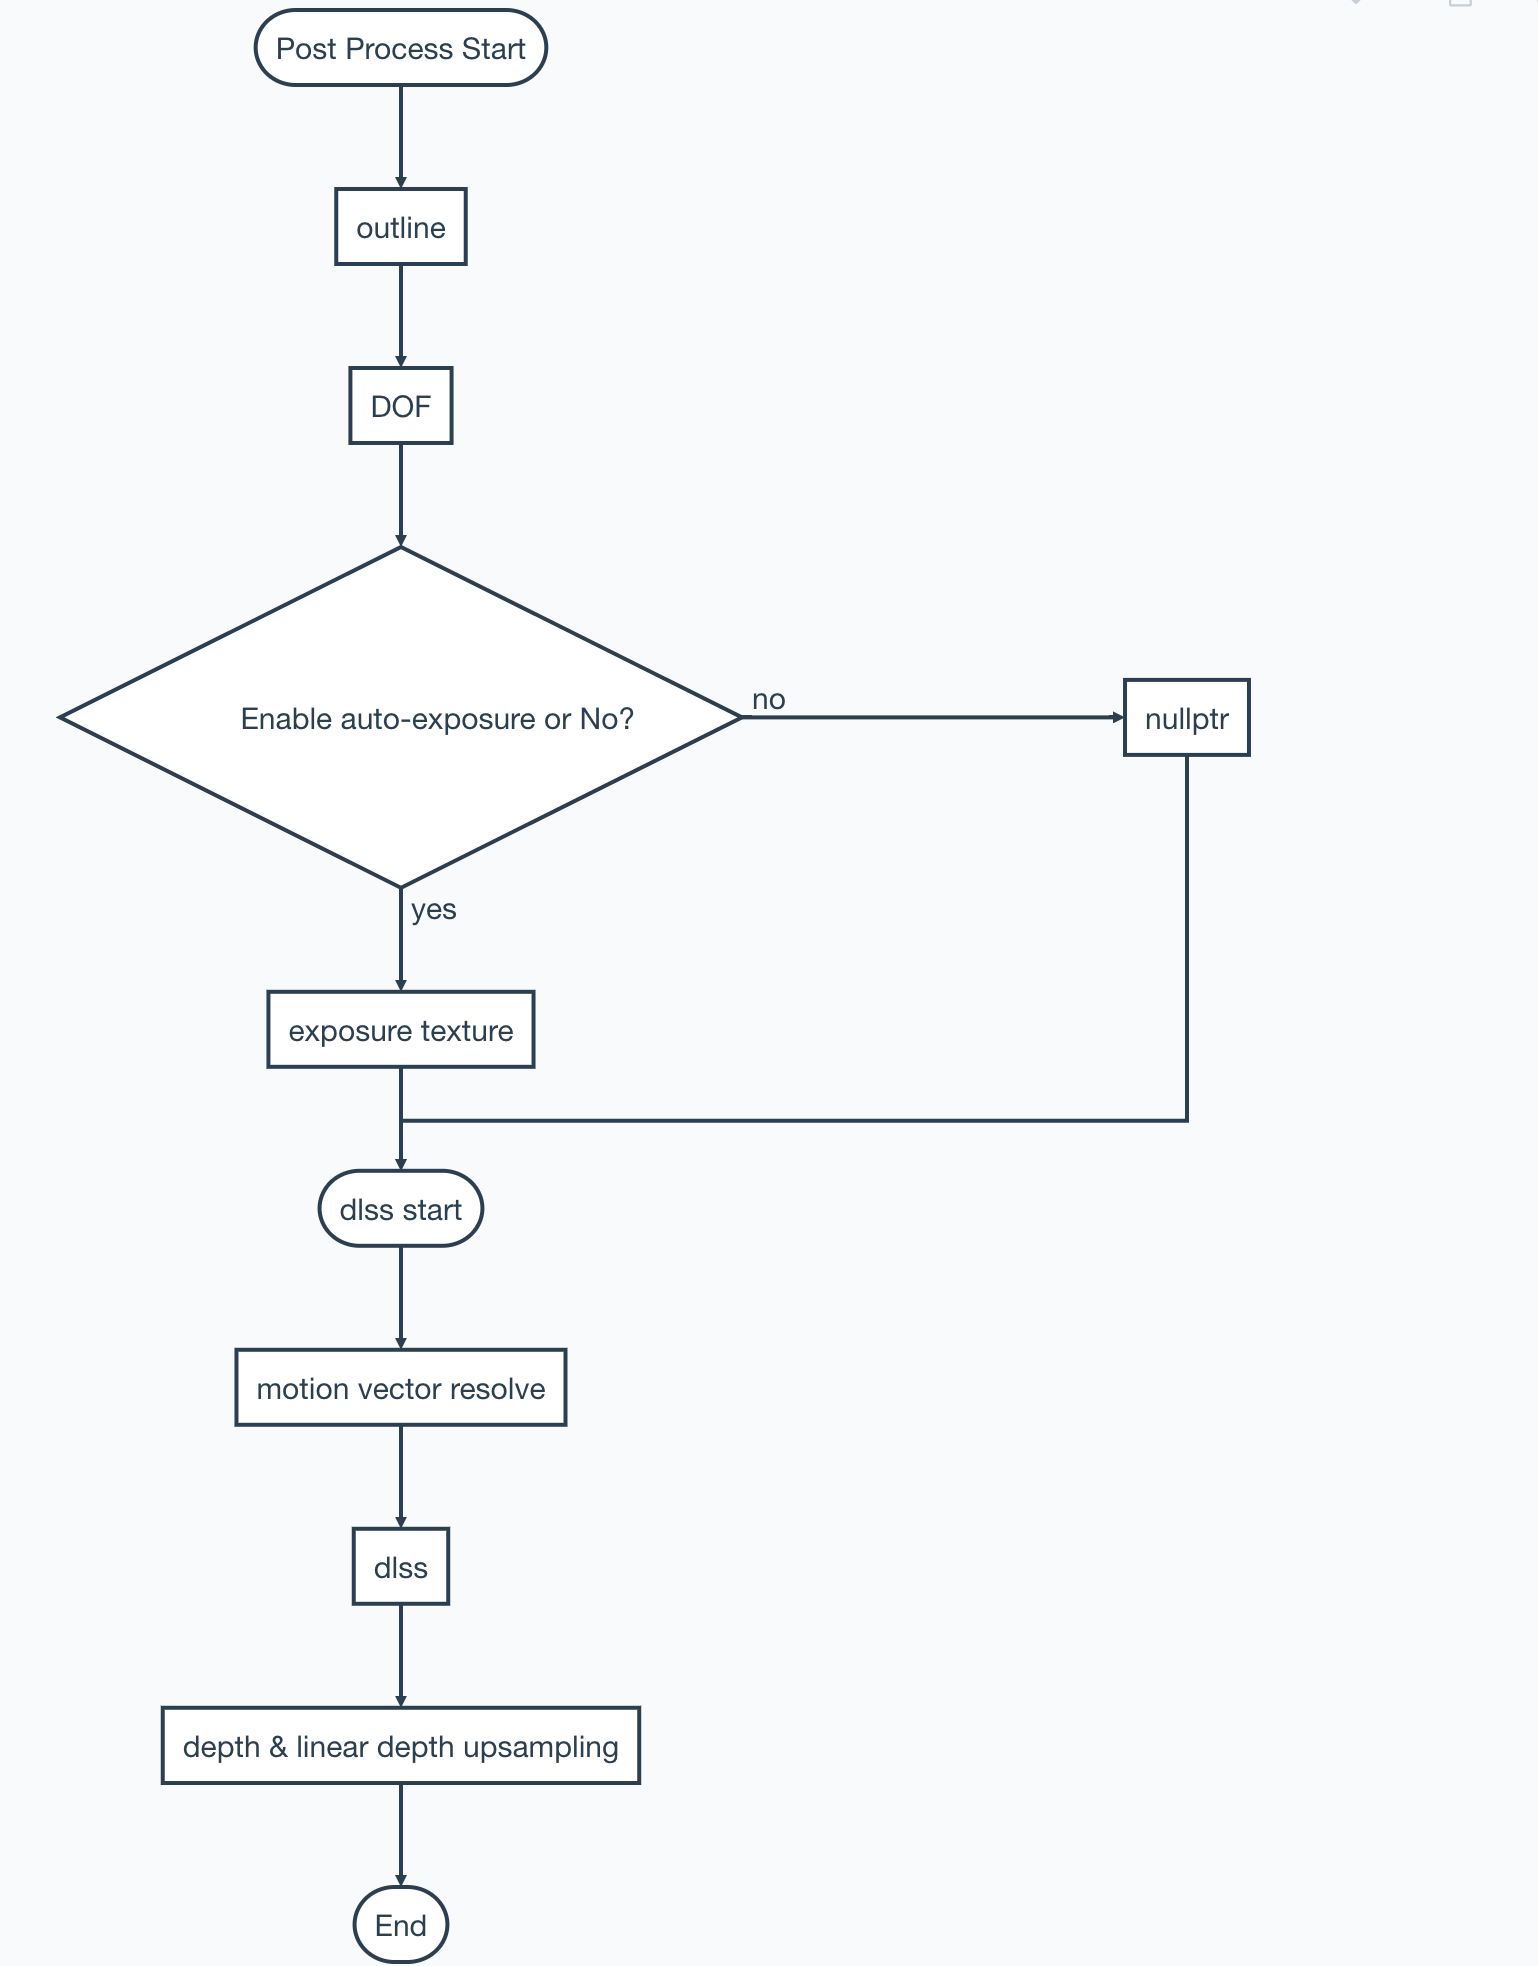 Post Process Start
outline
DOF
Enable auto-exposure or No?
no
nullptr
yes
exposure texture
dlss start
motion vector resolve
dlss
depth & linear depth upsampling
End